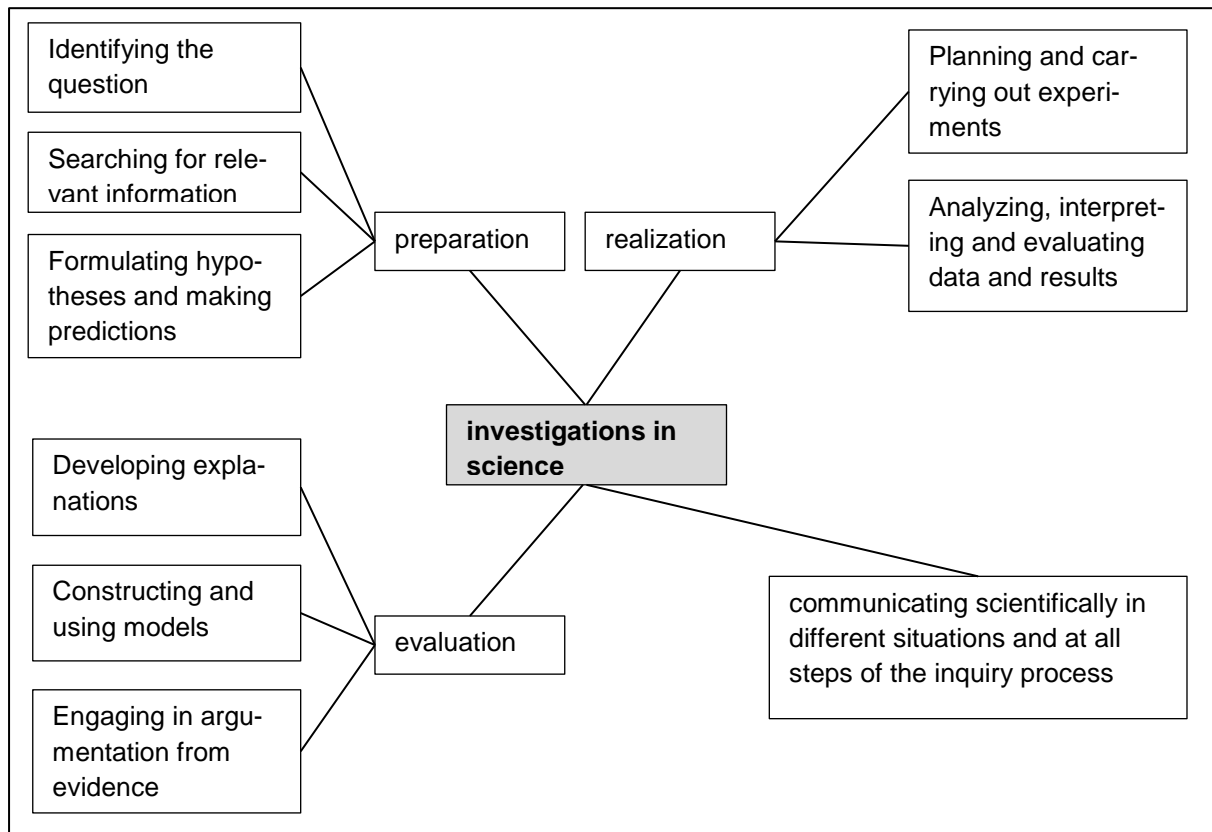 Identifying the
question
Searching for rele-
vant information
Formulating hypo-
theses and making
predictions
preparation
realization
Planning and car-
rying out experi-
ments
Analyzing, interpret-
ing and evaluating
data and results
investigations in
science
Developing expla-
nations
Constructing and
using models
Engaging in argu-
mentation from
evidence
evaluation
communicating scientifically in
different situations and at all
steps of the inquiry process